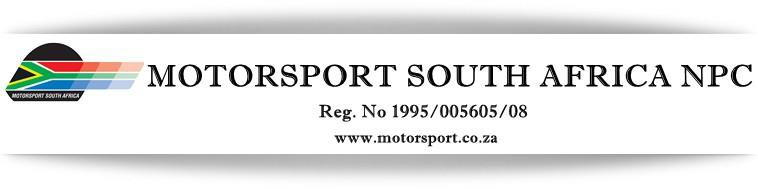 MOTORSPORT SOUTH AFRICA
MOTORSPORT SOUTH AFRICA NPC
Reg. No 1995/005605/08
www.motorsport.co.za